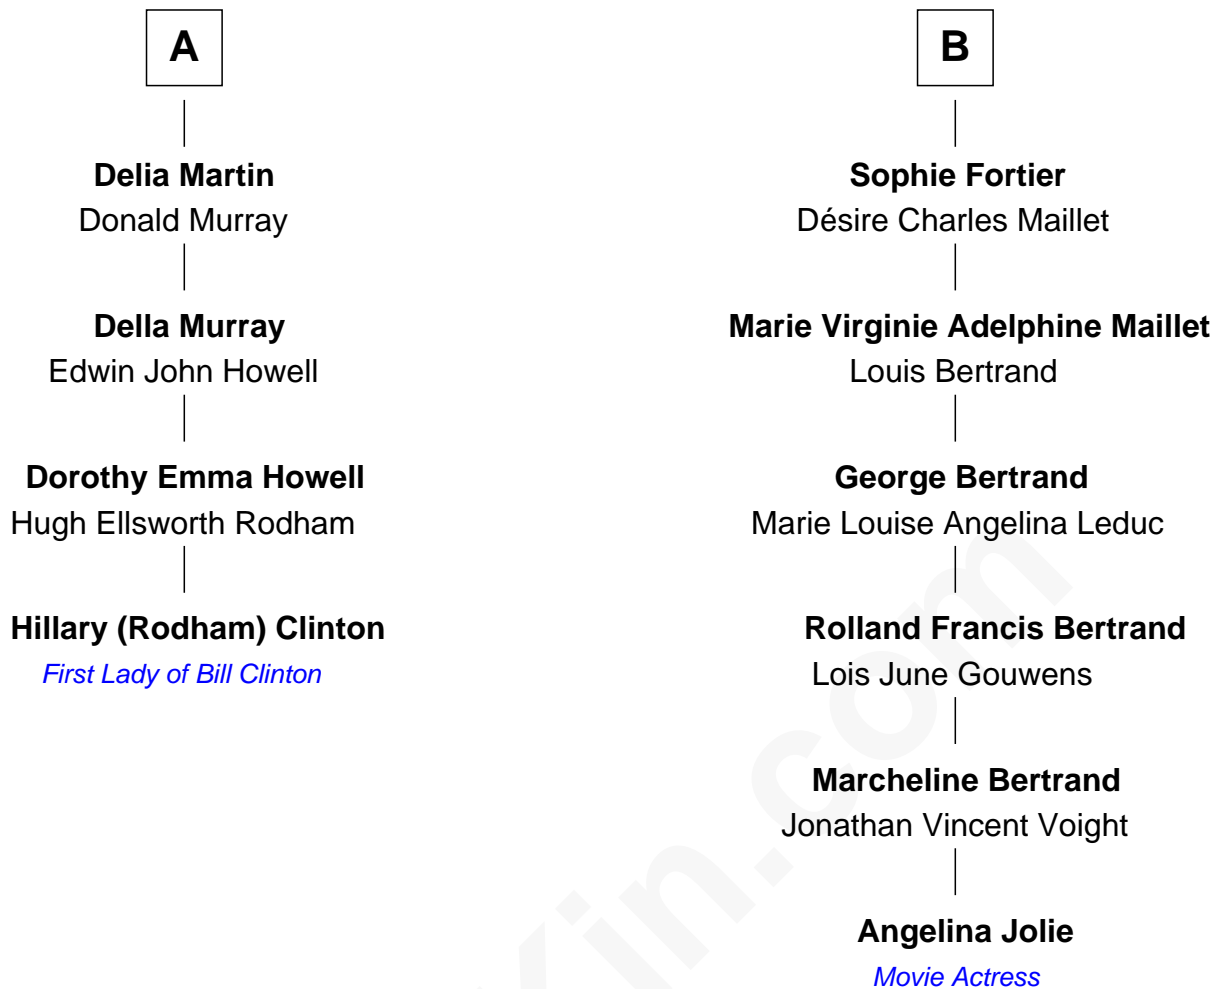 A
Delia Martin
Donald Murray
Della Murray
Edwin John Howell
Dorothy Emma Howell
Hugh Ellsworth Rodham
Hillary (Rodham) Clinton
First Lady of Bill Clinton
B
Sophie Fortier
Désire Charles Maillet
Marie Virginie Adelphine Maillet
Louis Bertrand
George Bertrand
Marie Louise Angelina Leduc
Rolland Francis Bertrand
Lois June Gouwens
Marcheline Bertrand
Jonathan Vincent Voight
Angelina Jolie
Movie Actress